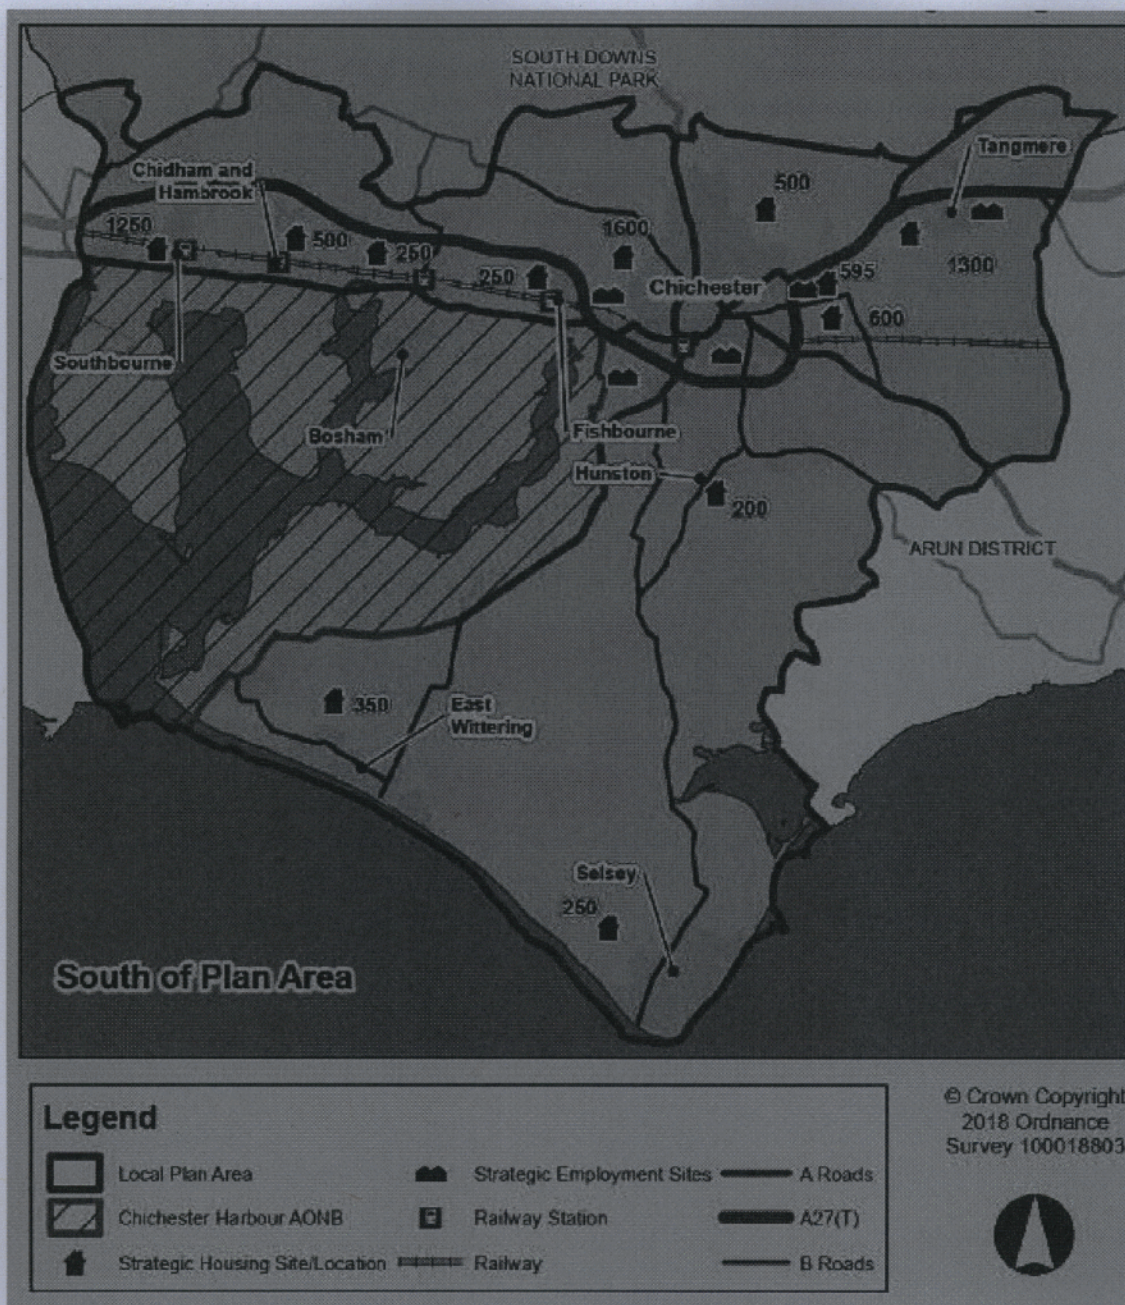 SOUTH DOWNS
NATIONAL PARK
Tangmere
Chidham and
Hambrook
500
1250
500
250
1600
250
Chichester
595
1300
600
Southbourne
Bosham
Fishbourne
Hunston
200
ARUN DISTRICT
350
East
Wittering
Selsey
250
South of Plan Area
Legend
Local Plan Area
Chichester Harbour AONB
Strategic Housing Site/Location
Strategic Employment Sites
Railway Station
Railway
A Roads
A27(T)
B Roads
© Crown Copyright
2018 Ordnance
Survey 100018803